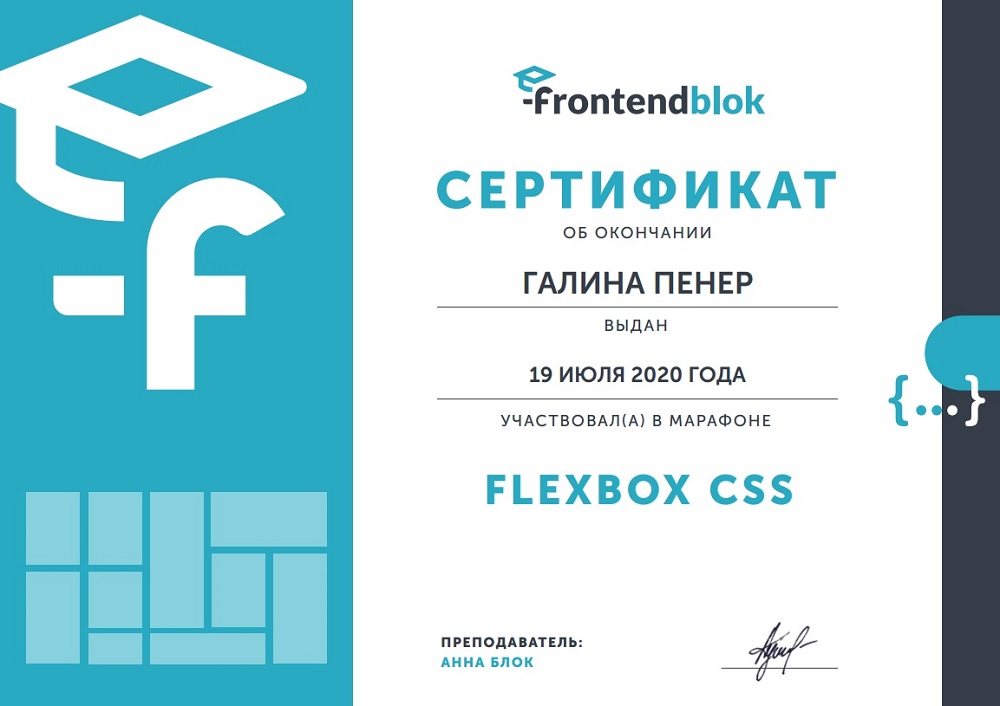 frontendblok
СЕРТИФИКАТ
ОБ ОКОНЧАНИИ
ГАЛИНА ПЕНЕР
ВЫДАН
19 ИЮЛЯ 2020 ГОДА
УЧАСТВОВАЛ(А) В МАРАФОНЕ
{...}
FLEXBOX CSS
ПРЕПОДАВАТЕЛЬ:
АННА БЛОК